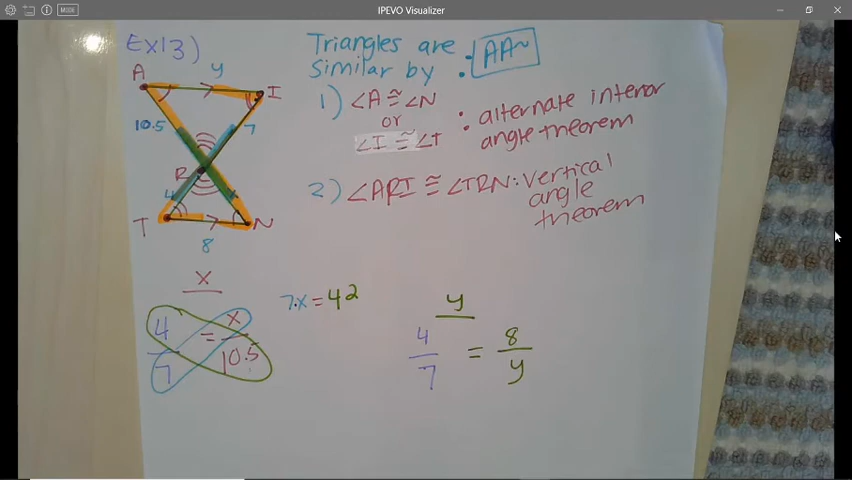 IPEVO Visualizer
MODE
EX13)
Triangles are
Similar by : AA~
A
y
I
10.5
7
R
4
x
T
N
8
1) ∠A ≅ ∠N
or
∠I ≅ ∠T
: alternate interior
angle theorem
2) ∠ARI ≅ ∠TRN: vertical
angle
theorem
x
4/7 = x/10.5
7·x = 42
y
4/7 = 8/y